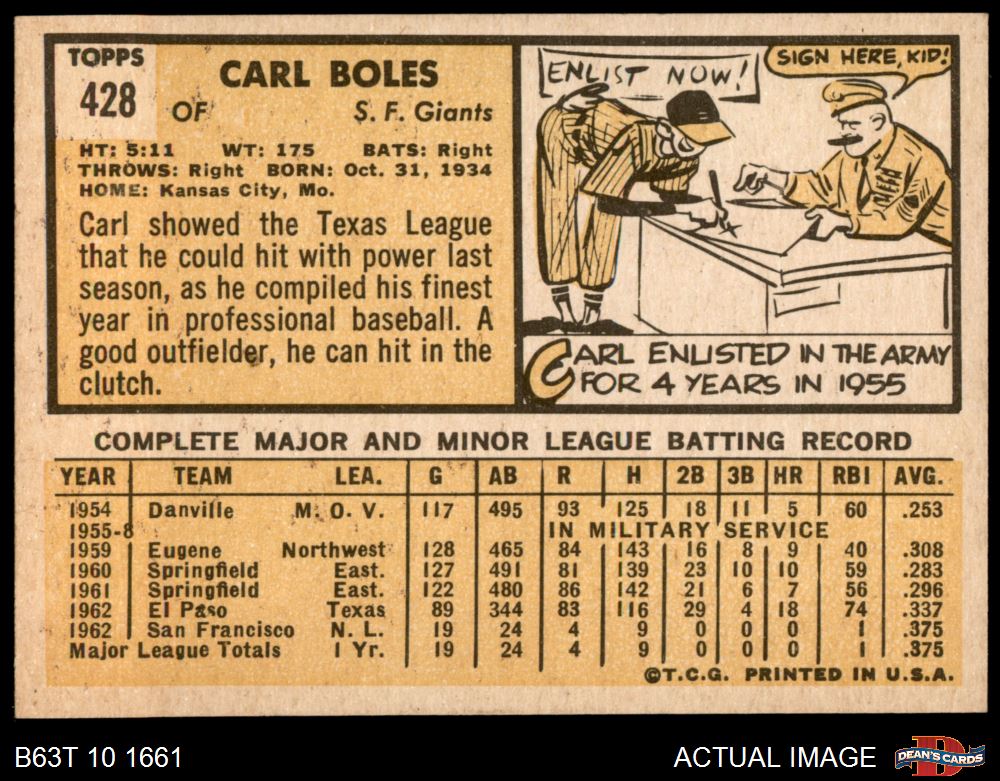 TOPPS
428
CARL BOLES
OF S. F. Giants
HT: 5:11 WT: 175 BATS: Right
THROWS: Right BORN: Oct. 31, 1934
HOME: Kansas City, Mo.
Carl showed the Texas League
that he could hit with power last
season, as he compiled his finest
year in professional baseball. A
good outfielder, he can hit in the
clutch.
ENLIST NOW!
SIGN HERE, KID!
CARL ENLISTED IN THE ARMY
FOR 4 YEARS IN 1955
COMPLETE MAJOR AND MINOR LEAGUE BATTING RECORD
YEAR TEAM LEA. G AB R H 2B 3B HR RBI AVG.
1954 Danville M. O. V. 117 495 93 125 18 11 5 60 .253
1955-8 IN MILITARY SERVICE
1959 Eugene Northwest 128 465 84 143 16 8 9 40 .308
1960 Springfield East. 127 491 81 139 23 10 10 59 .283
1961 Springfield East. 122 480 86 142 21 6 7 56 .296
1962 El Paso Texas 89 344 83 116 29 4 18 74 .337
1962 San Francisco N. L. 19 24 4 9 0 0 0 1 .375
Major League Totals 1 Yr. 19 24 4 9 0 0 0 1 .375
©T.C.G. PRINTED IN U.S.A.
B63T 10 1661
ACTUAL IMAGE
D
DEAN'S CARDS